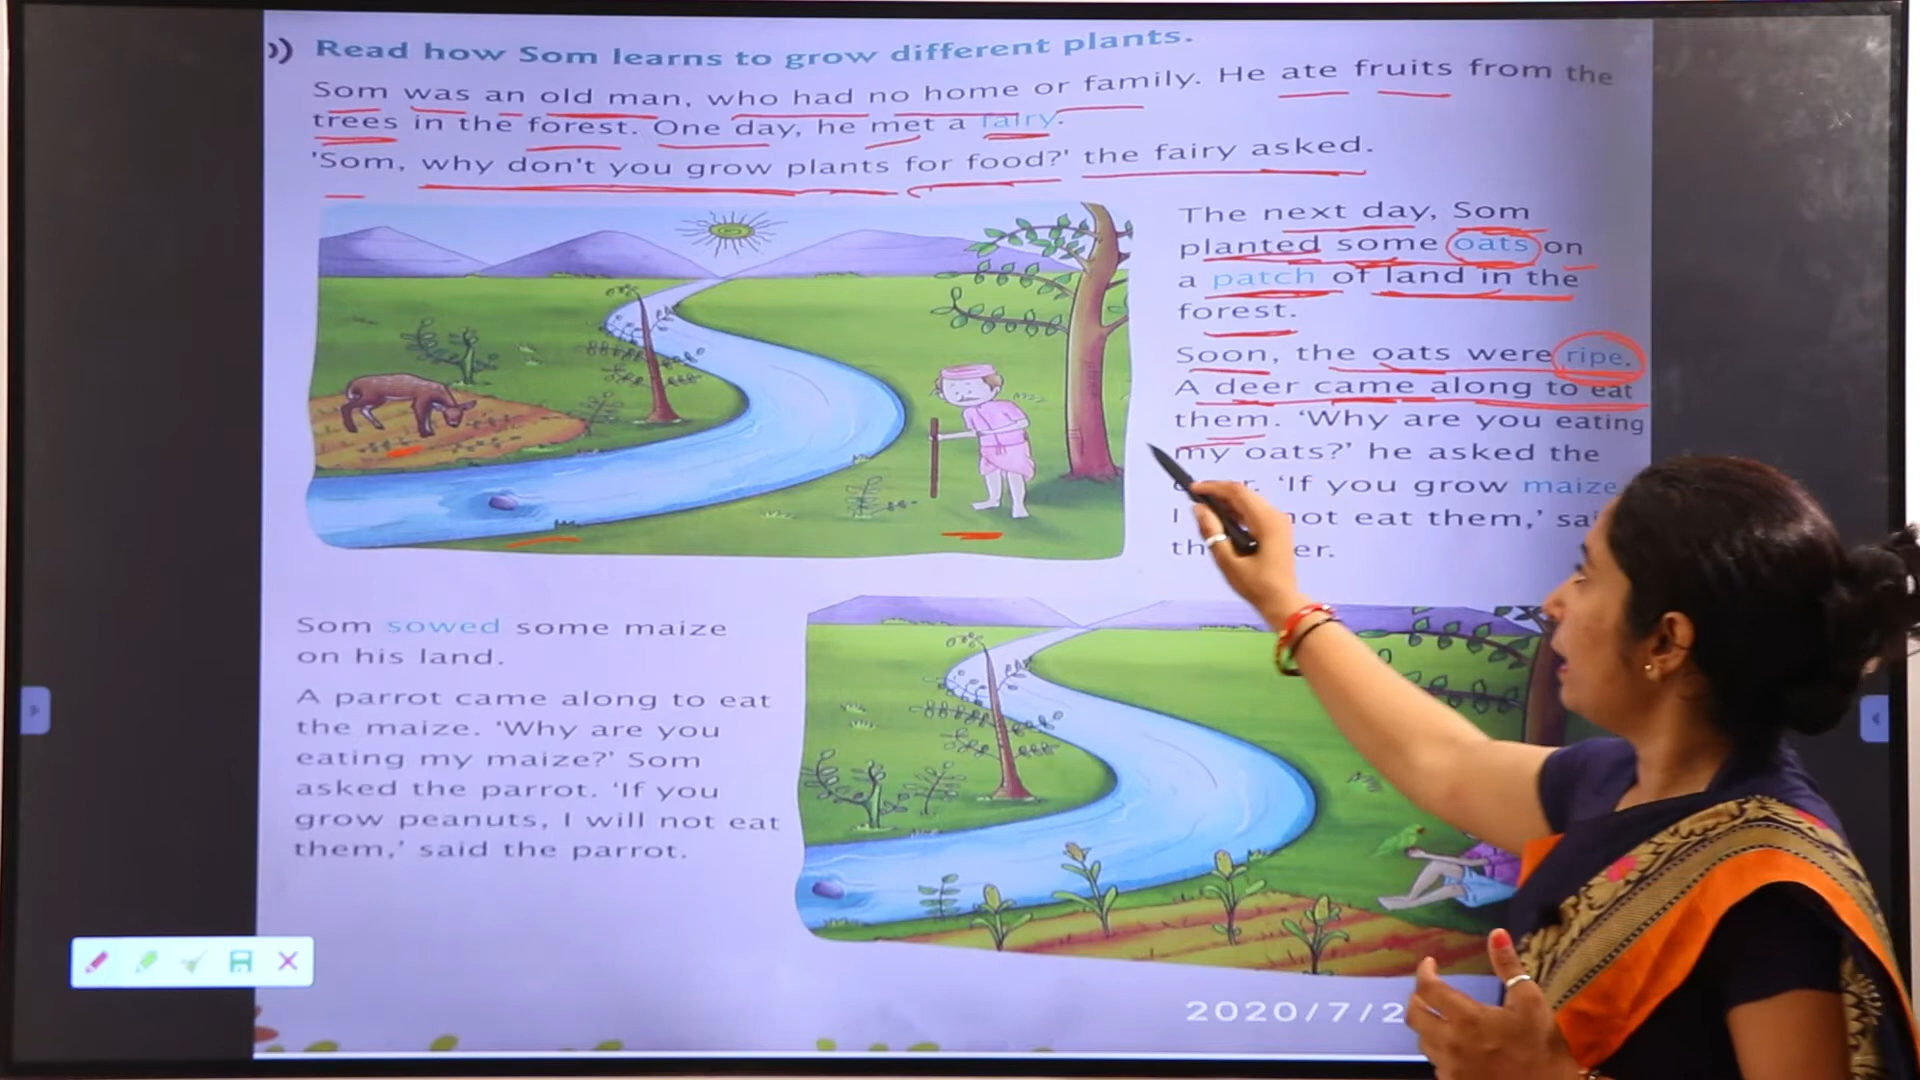 Read how Som learns to grow different plants.
Som was an old man, who had no home or family. He ate fruits from the
trees in the forest. One day, he met a fairy.
'Som, why don't you grow plants for food?' the fairy asked.
The next day, Som
planted some oats on
a patch of land in the
forest.
Soon, the oats were ripe.
A deer came along to eat
them. ‘Why are you eating
my oats?’ he asked the
‘If you grow maize
I not eat them,’
Som sowed some maize
on his land.
A parrot came along to eat
the maize. ‘Why are you
eating my maize?’ Som
asked the parrot. ‘If you
grow peanuts, I will not eat
them,’ said the parrot.
2020/7/2